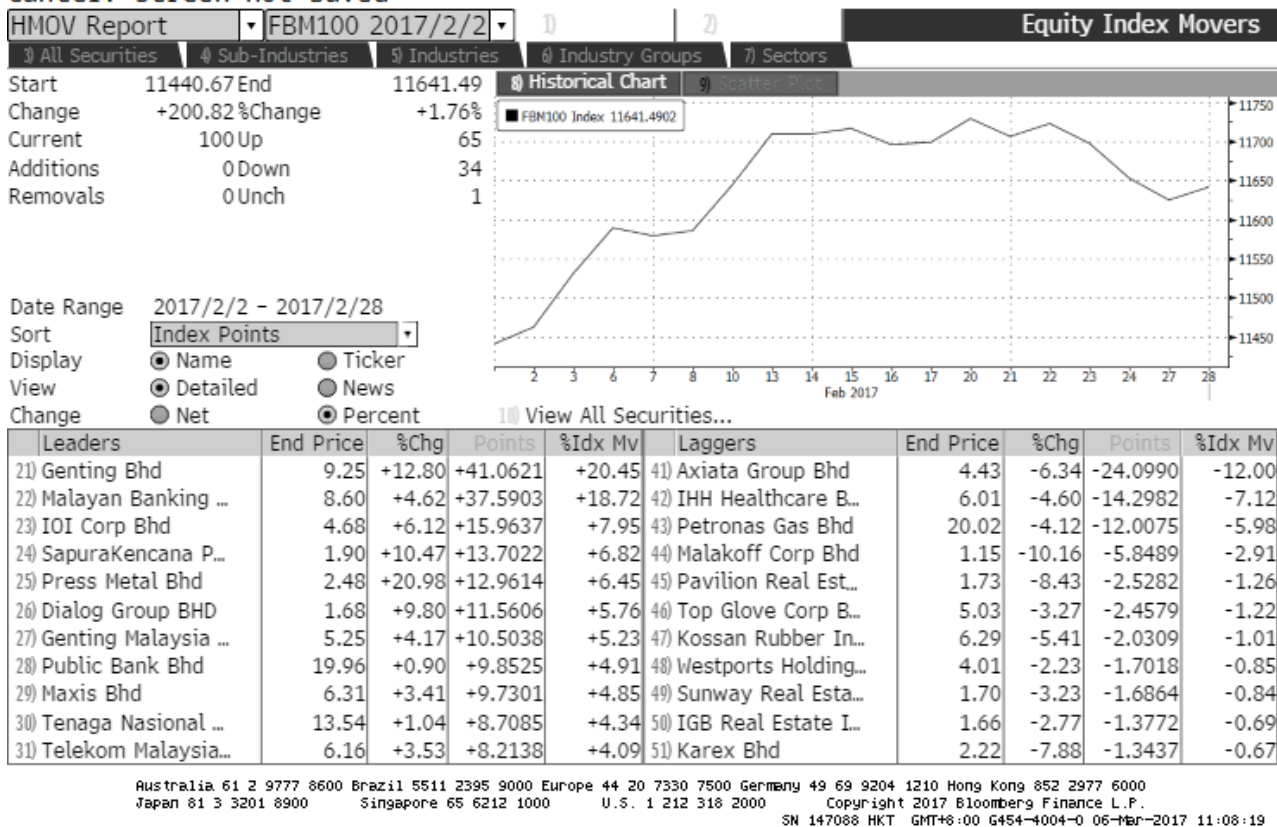 Cancel: Screen not saved
HMOV Report FBM100 2017/2/2 1) 2) Equity Index Movers
3) All Securities 4) Sub-Industries 5) Industries 6) Industry Groups 7) Sectors
Start 11440.67 End 11641.49 8) Historical Chart 9) Scatter Plot
Change +200.82 %Change +1.76% FBM100 Index 11641.4902
Current 100 Up 65
Additions 0 Down 34
Removals 0 Unch 1
11750
11700
11650
11600
11550
11500
11450
Date Range 2017/2/2 - 2017/2/28
Sort Index Points
Display Name Ticker
View Detailed News
Change Net Percent
2 3 6 7 8 10 13 14 15 16 17 20 21 22 23 24 27 28
Feb 2017
10) View All Securities...
Leaders End Price %Chg Points %Idx Mv Laggers End Price %Chg Points %Idx Mv
21) Genting Bhd 9.25 +12.80 +41.0621 +20.45 41) Axiata Group Bhd 4.43 -6.34 -24.0990 -12.00
22) Malayan Banking ... 8.60 +4.62 +37.5903 +18.72 42) IHH Healthcare B... 6.01 -4.60 -14.2982 -7.12
23) IOI Corp Bhd 4.68 +6.12 +15.9637 +7.95 43) Petronas Gas Bhd 20.02 -4.12 -12.0075 -5.98
24) SapuraKencana P... 1.90 +10.47 +13.7022 +6.82 44) Malakoff Corp Bhd 1.15 -10.16 -5.8489 -2.91
25) Press Metal Bhd 2.48 +20.98 +12.9614 +6.45 45) Pavilion Real Est... 1.73 -8.43 -2.5282 -1.26
26) Dialog Group BHD 1.68 +9.80 +11.5606 +5.76 46) Top Glove Corp B... 5.03 -3.27 -2.4579 -1.22
27) Genting Malaysia ... 5.25 +4.17 +10.5038 +5.23 47) Kossan Rubber In... 6.29 -5.41 -2.0309 -1.01
28) Public Bank Bhd 19.96 +0.90 +9.8525 +4.91 48) Westports Holding... 4.01 -2.23 -1.7018 -0.85
29) Maxis Bhd 6.31 +3.41 +9.7301 +4.85 49) Sunway Real Esta... 1.70 -3.23 -1.6864 -0.84
30) Tenaga Nasional ... 13.54 +1.04 +8.7085 +4.34 50) IGB Real Estate I... 1.66 -2.77 -1.3772 -0.69
31) Telekom Malaysia... 6.16 +3.53 +8.2138 +4.09 51) Karex Bhd 2.22 -7.88 -1.3437 -0.67
Australia 61 2 9777 8600 Brazil 5511 2395 9000 Europe 44 20 7330 7500 Germany 49 69 9204 1210 Hong Kong 852 2977 6000
Japan 81 3 3201 8900 Singapore 65 6212 1000 U.S. 1 212 318 2000 Copyright 2017 Bloomberg Finance L.P.
SN 147088 HKT GMT+8:00 G454-4004-0 06-Mar-2017 11:08:19